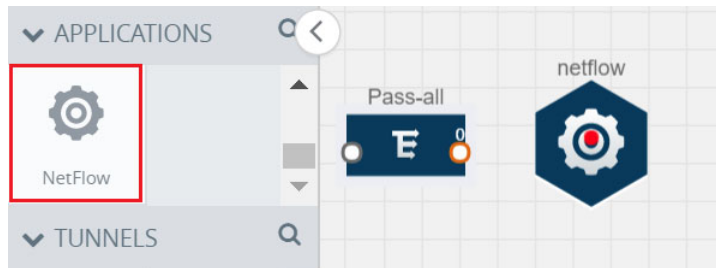 APPLICATIONS
NetFlow
TUNNELS
Pass-all
0
netflow